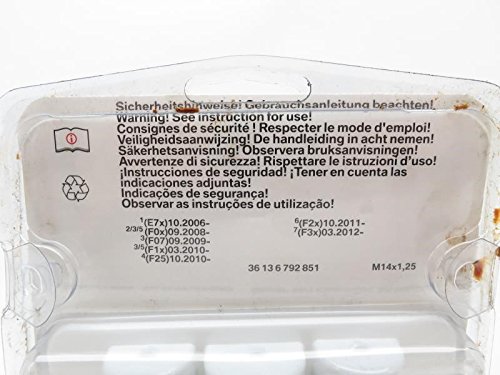 Sicherheitshinweise! Gebrauchsanleitung beachten!
Warning! See instruction for use!
Consignes de sécurité ! Respecter le mode d'emploi!
Veiligheidsaanwijzing! De handleiding in acht nemen!
Säkerhetsanvisning! Observera bruksanvisningen!
Avvertenze di sicurezza! Rispettare le istruzioni d'uso!
¡Instrucciones de seguridad! ¡Tener en cuenta las
indicaciones adjuntas!
Indicações de segurança!
Observar as instruções de utilização!
1(E7x)10.2006-
2/3/5(F0x)09.2008-
3(F07)09.2009-
3/5(F1x)03.2010-
4(F25)10.2010-
6(F2x)10.2011-
7(F3x)03.2012-
36 13 6 792 851 M14x1,25